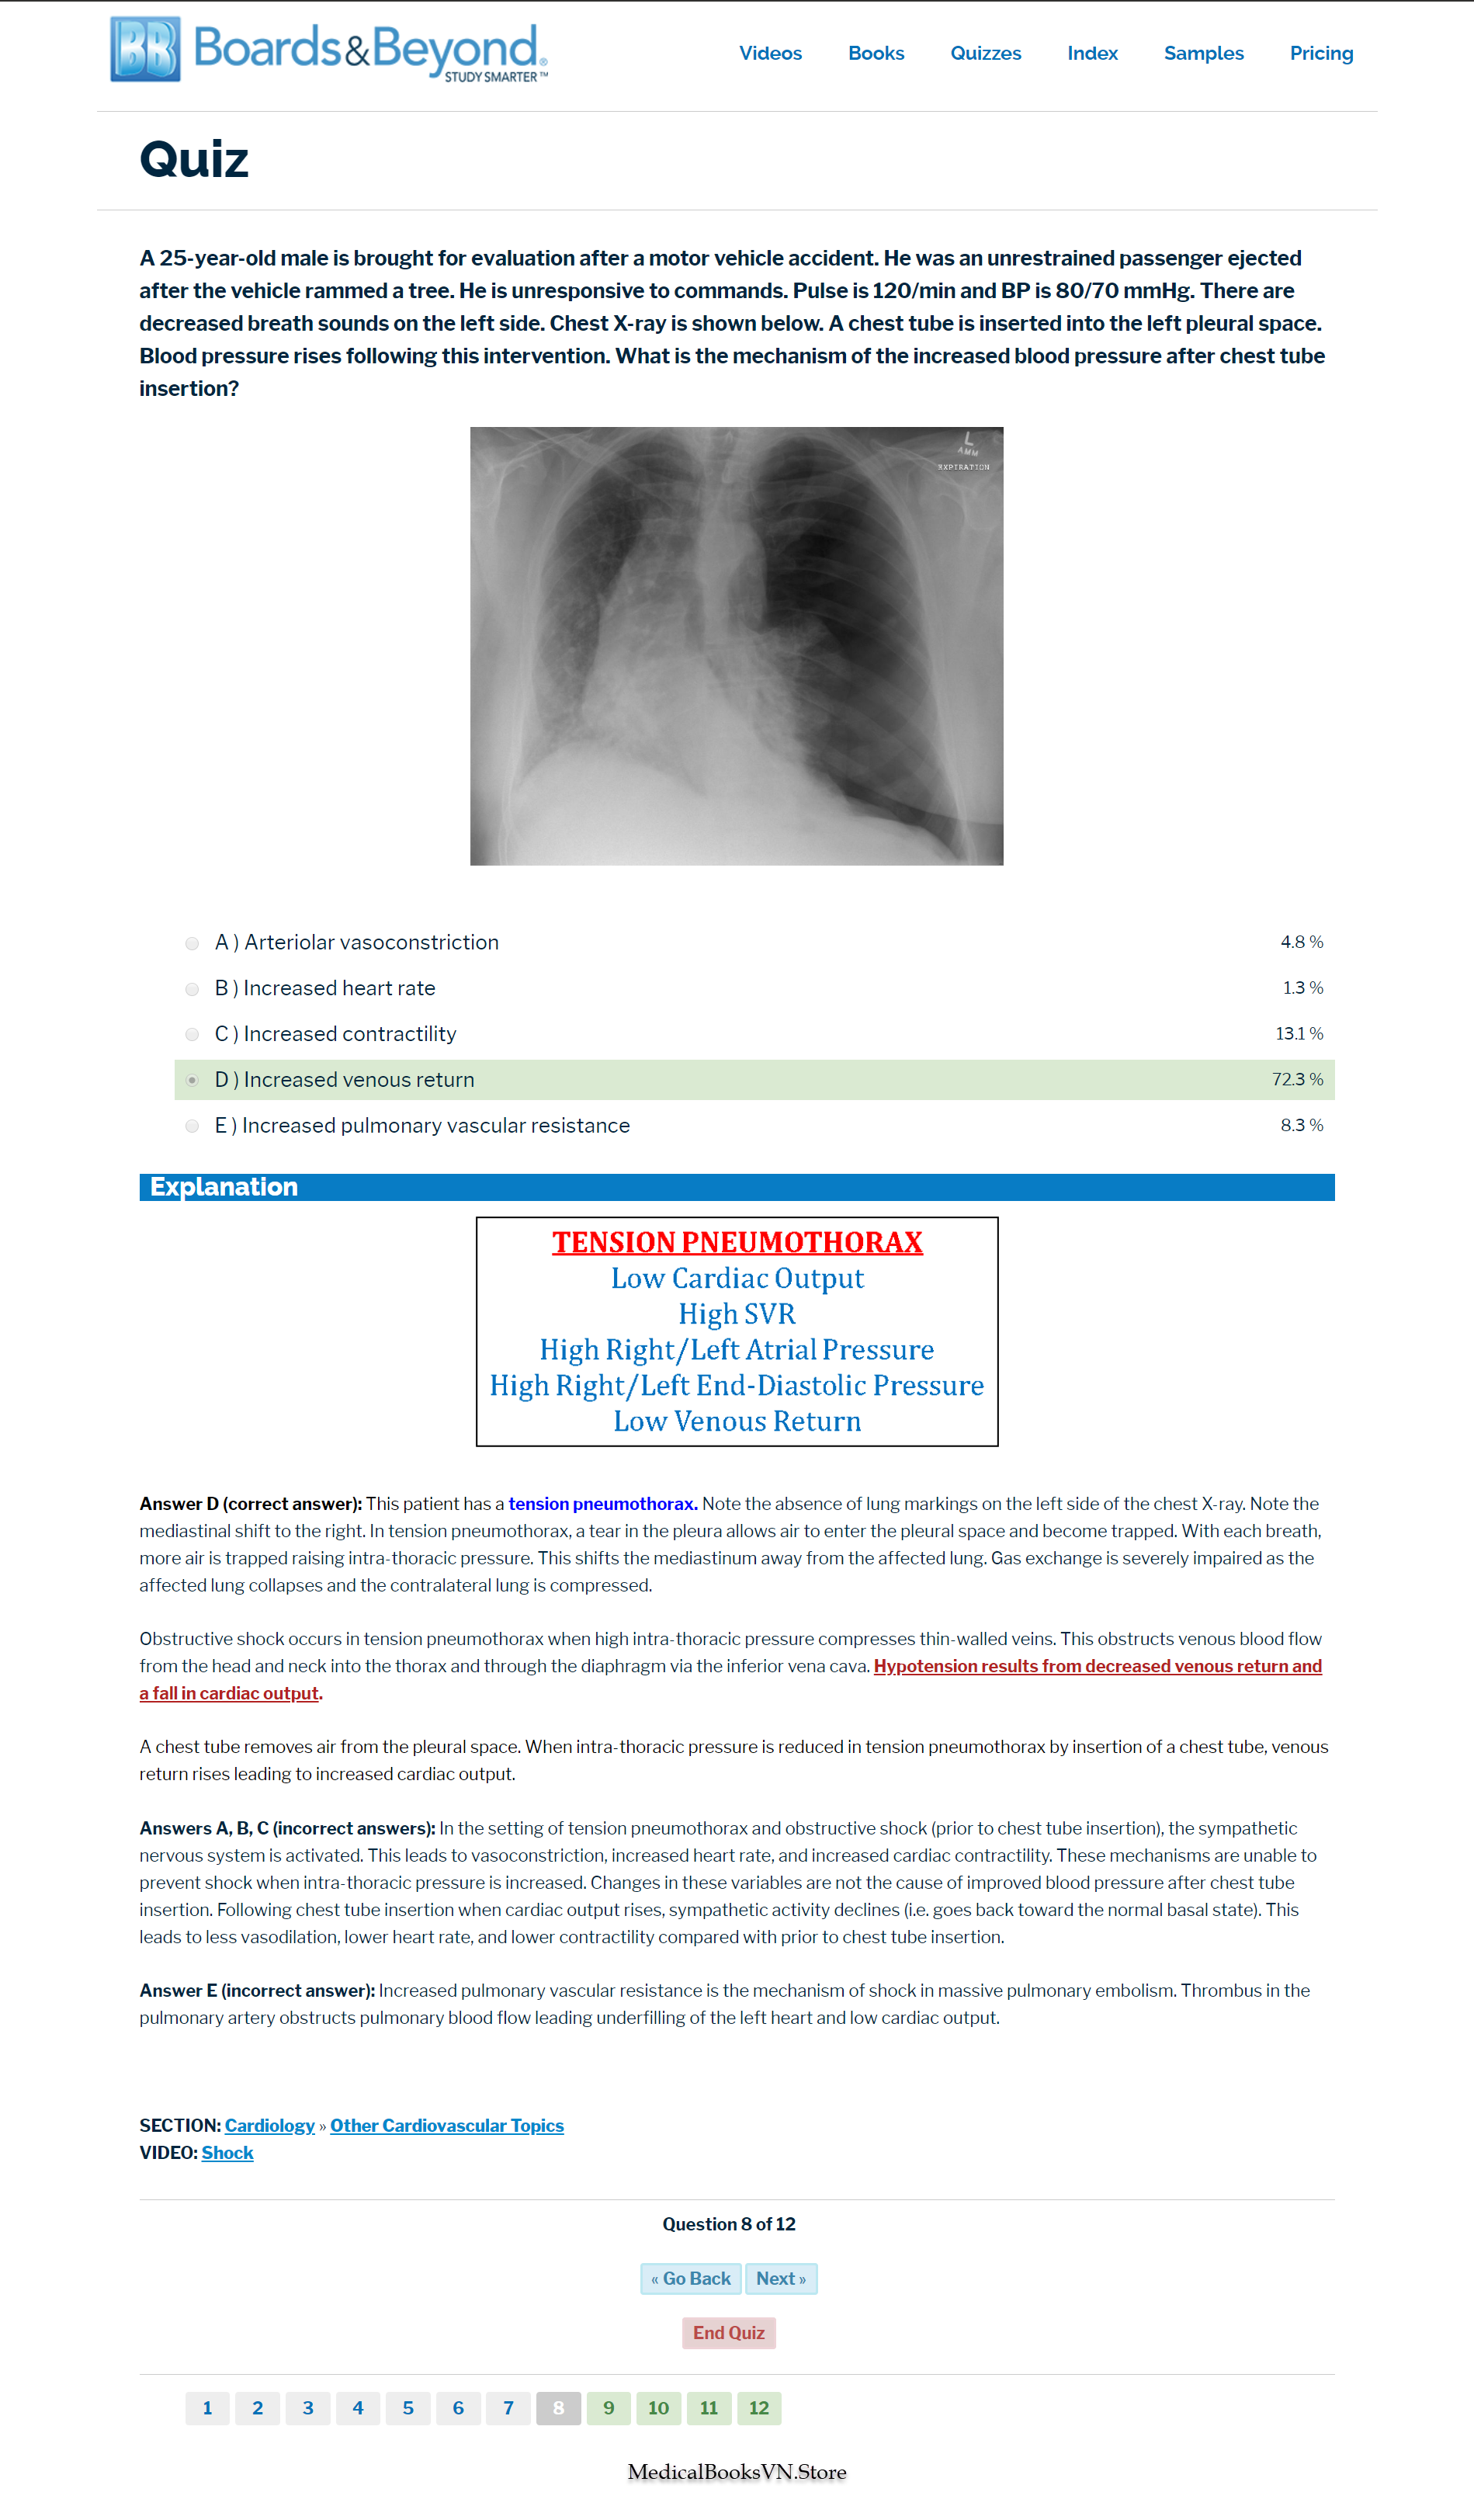 BB Boards&Beyond® STUDY SMARTER™
Videos Books Quizzes Index Samples Pricing
Quiz
A 25-year-old male is brought for evaluation after a motor vehicle accident. He was an unrestrained passenger ejected
after the vehicle rammed a tree. He is unresponsive to commands. Pulse is 120/min and BP is 80/70 mmHg. There are
decreased breath sounds on the left side. Chest X-ray is shown below. A chest tube is inserted into the left pleural space.
Blood pressure rises following this intervention. What is the mechanism of the increased blood pressure after chest tube
insertion?
L
AMM
EXPIRATION
A ) Arteriolar vasoconstriction 4.8 %
B ) Increased heart rate 1.3 %
C ) Increased contractility 13.1 %
D ) Increased venous return 72.3 %
E ) Increased pulmonary vascular resistance 8.3 %
Explanation
TENSION PNEUMOTHORAX
Low Cardiac Output
High SVR
High Right/Left Atrial Pressure
High Right/Left End-Diastolic Pressure
Low Venous Return
Answer D (correct answer): This patient has a tension pneumothorax. Note the absence of lung markings on the left side of the chest X-ray. Note the
mediastinal shift to the right. In tension pneumothorax, a tear in the pleura allows air to enter the pleural space and become trapped. With each breath,
more air is trapped raising intra-thoracic pressure. This shifts the mediastinum away from the affected lung. Gas exchange is severely impaired as the
affected lung collapses and the contralateral lung is compressed.
Obstructive shock occurs in tension pneumothorax when high intra-thoracic pressure compresses thin-walled veins. This obstructs venous blood flow
from the head and neck into the thorax and through the diaphragm via the inferior vena cava. Hypotension results from decreased venous return and
a fall in cardiac output.
A chest tube removes air from the pleural space. When intra-thoracic pressure is reduced in tension pneumothorax by insertion of a chest tube, venous
return rises leading to increased cardiac output.
Answers A, B, C (incorrect answers): In the setting of tension pneumothorax and obstructive shock (prior to chest tube insertion), the sympathetic
nervous system is activated. This leads to vasoconstriction, increased heart rate, and increased cardiac contractility. These mechanisms are unable to
prevent shock when intra-thoracic pressure is increased. Changes in these variables are not the cause of improved blood pressure after chest tube
insertion. Following chest tube insertion when cardiac output rises, sympathetic activity declines (i.e. goes back toward the normal basal state). This
leads to less vasodilation, lower heart rate, and lower contractility compared with prior to chest tube insertion.
Answer E (incorrect answer): Increased pulmonary vascular resistance is the mechanism of shock in massive pulmonary embolism. Thrombus in the
pulmonary artery obstructs pulmonary blood flow leading underfilling of the left heart and low cardiac output.
SECTION: Cardiology » Other Cardiovascular Topics
VIDEO: Shock
Question 8 of 12
« Go Back Next »
End Quiz
1 2 3 4 5 6 7 8 9 10 11 12
MedicalBooksVN.Store